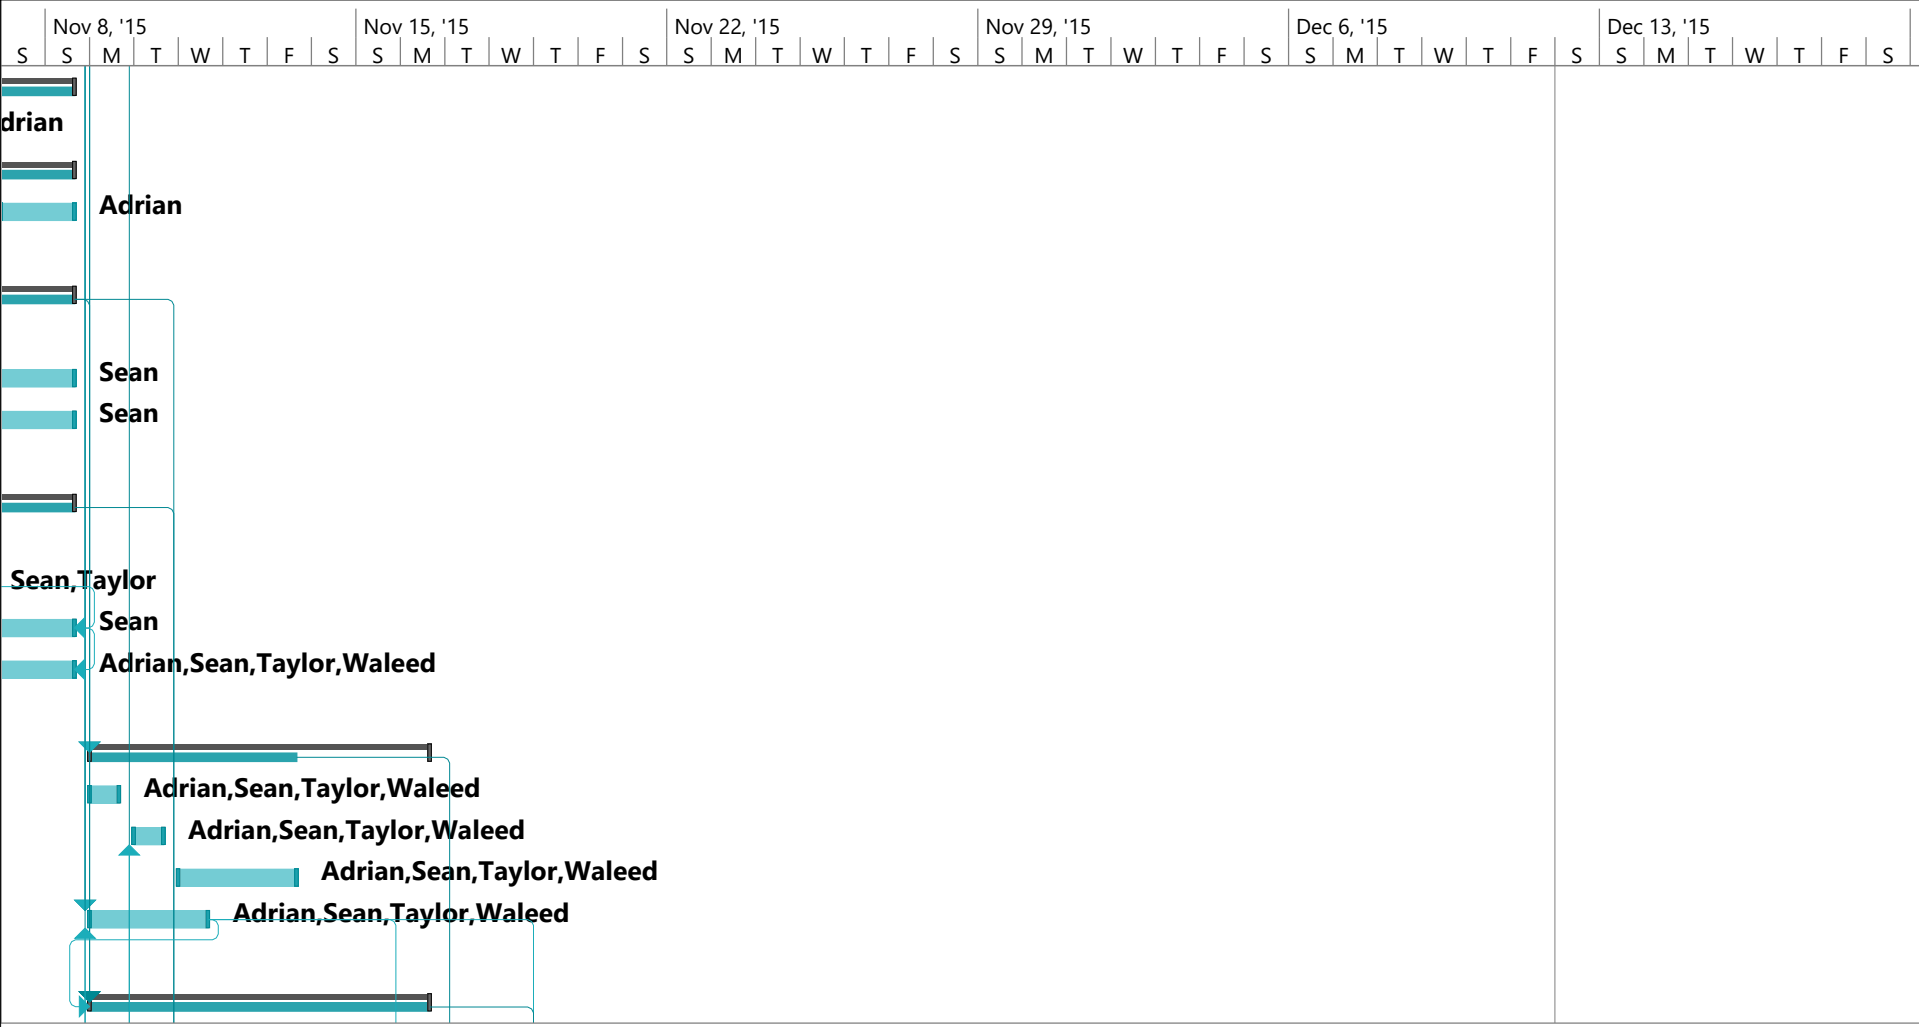 Nov 8, '15 Nov 15, '15 Nov 22, '15 Nov 29, '15 Dec 6, '15 Dec 13, '15
S S M T W T F S S M T W T F S S M T W T F S S M T W T F S S M T W T F S S M T W T F S
drian
Adrian
Sean
Sean
Sean,Taylor
Sean
Adrian,Sean,Taylor,Waleed
Adrian,Sean,Taylor,Waleed
Adrian,Sean,Taylor,Waleed
Adrian,Sean,Taylor,Waleed
Adrian,Sean,Taylor,Waleed